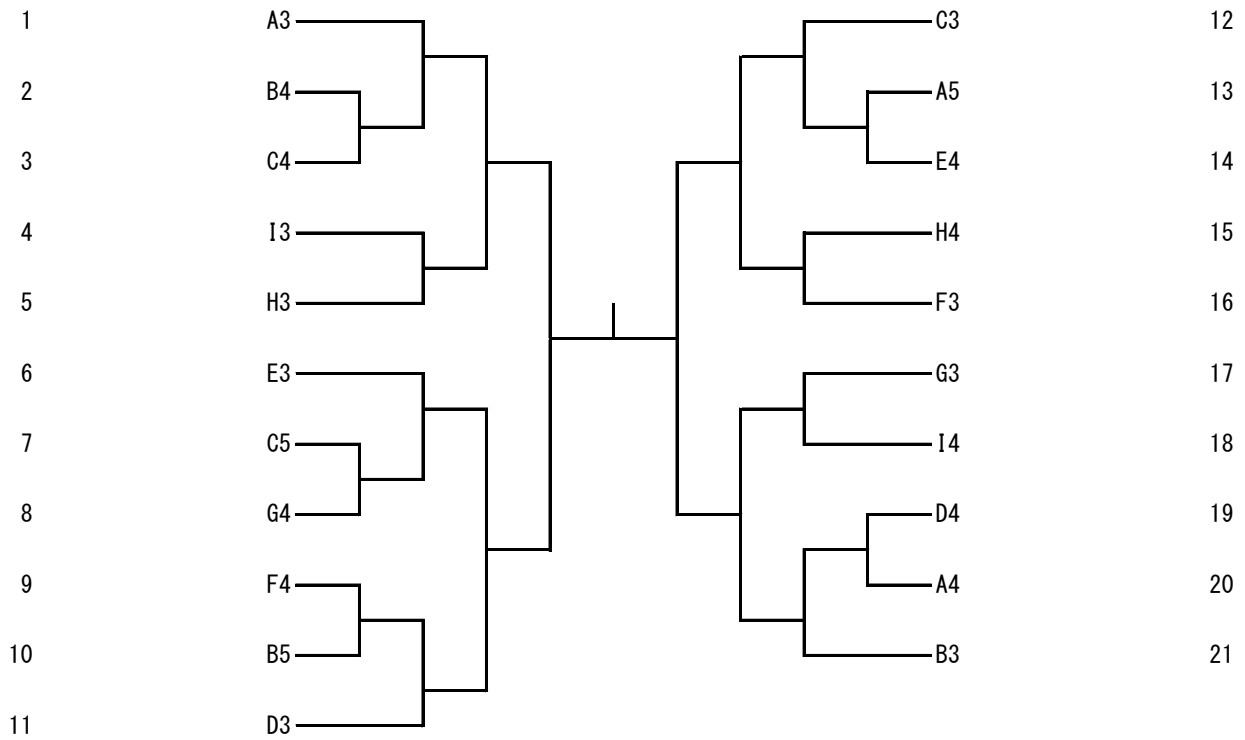 1 A3 C3 12
2 B4 A5 13
3 C4 E4 14
4 I3 H4 15
5 H3 F3 16
6 E3 G3 17
7 C5 I4 18
8 G4 D4 19
9 F4 A4 20
10 B5 B3 21
11 D3